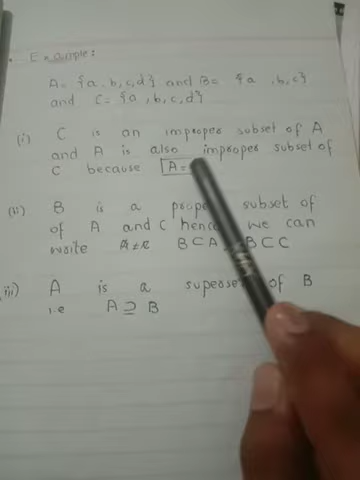 Example:
A= {a, b, c, d} and B= {a, b, c}
and C = {a, b, c, d}
(i) C is an improper subset of A
and A is also improper subset of
C because A=
(ii) B is a proper subset of
of A and C hence we can
write B⊂A B⊂C
(iii) A is a superset of B
i.e A ⊇ B